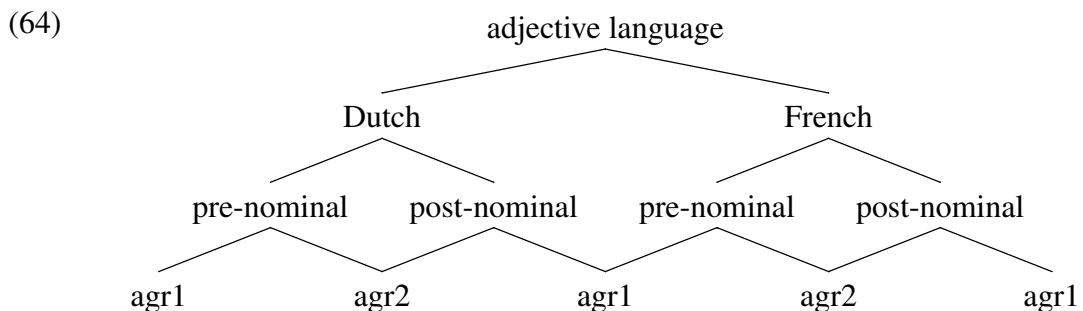 (64)
adjective language
Dutch French
pre-nominal post-nominal pre-nominal post-nominal
agr1 agr2 agr1 agr2 agr1